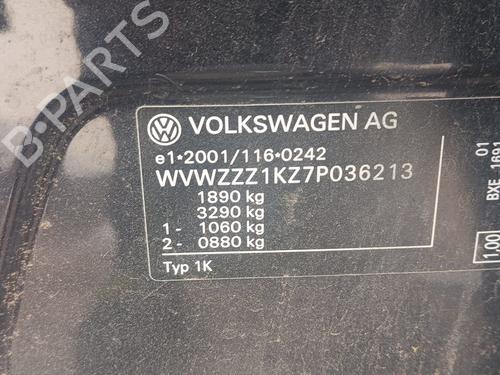 B-PARTS
VOLKSWAGEN AG
e1*2001/116*0242
WVWZZZ1KZ7P036213
1890 kg
3290 kg
1 - 1060 kg
2 - 0880 kg
Typ 1K
01
BXE
1,00